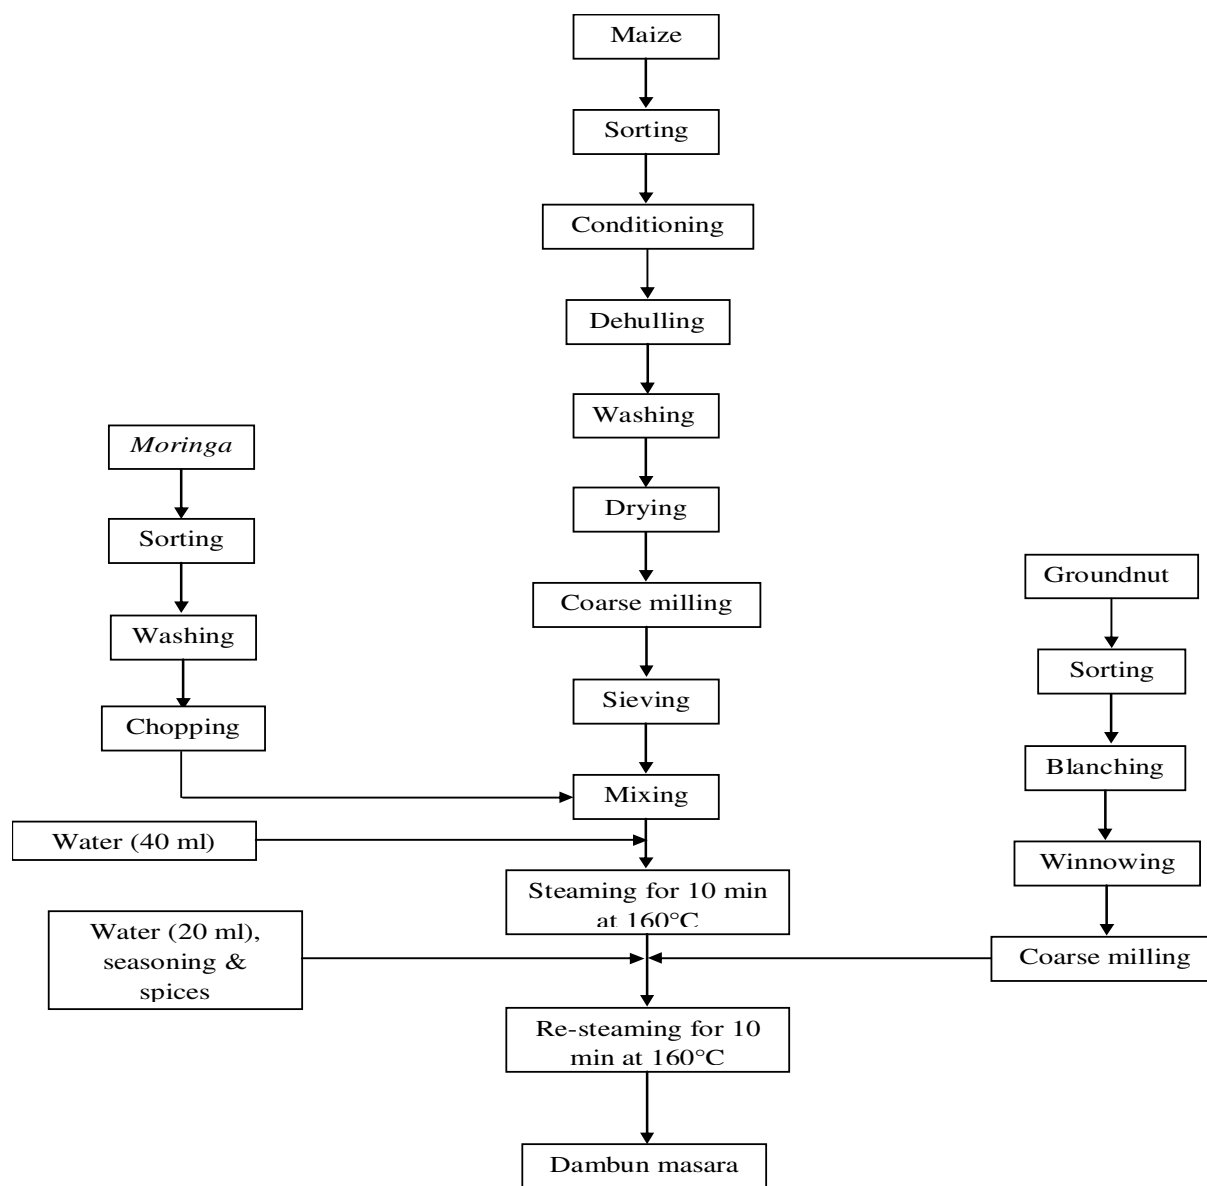 Maize
Sorting
Conditioning
Dehulling
Washing
Drying
Coarse milling
Sieving
Mixing
Moringa
Sorting
Washing
Chopping
Water (40 ml)
Steaming for 10 min
at 160°C
Water (20 ml),
seasoning &
spices
Groundnut
Sorting
Blanching
Winnowing
Coarse milling
Re-steaming for 10
min at 160°C
Dambun masara